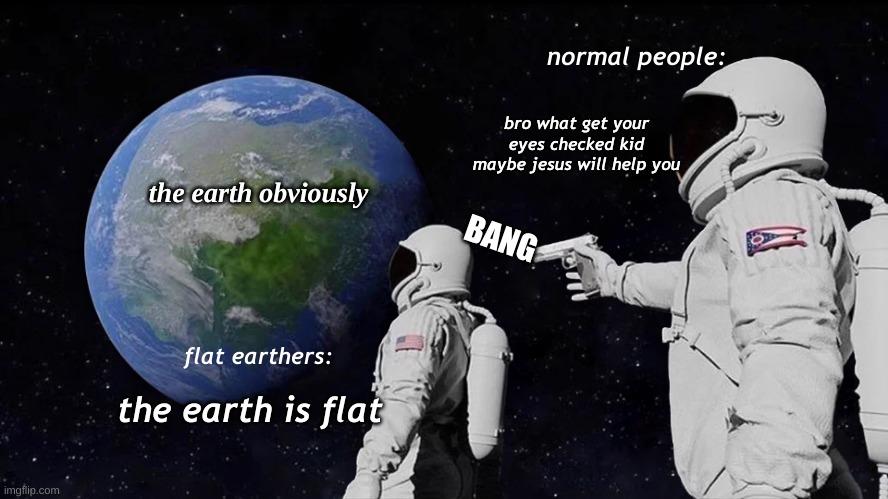 normal people:
bro what get your
eyes checked kid
maybe jesus will help you
the earth obviously
BANG
flat earthers:
the earth is flat
imgflip.com